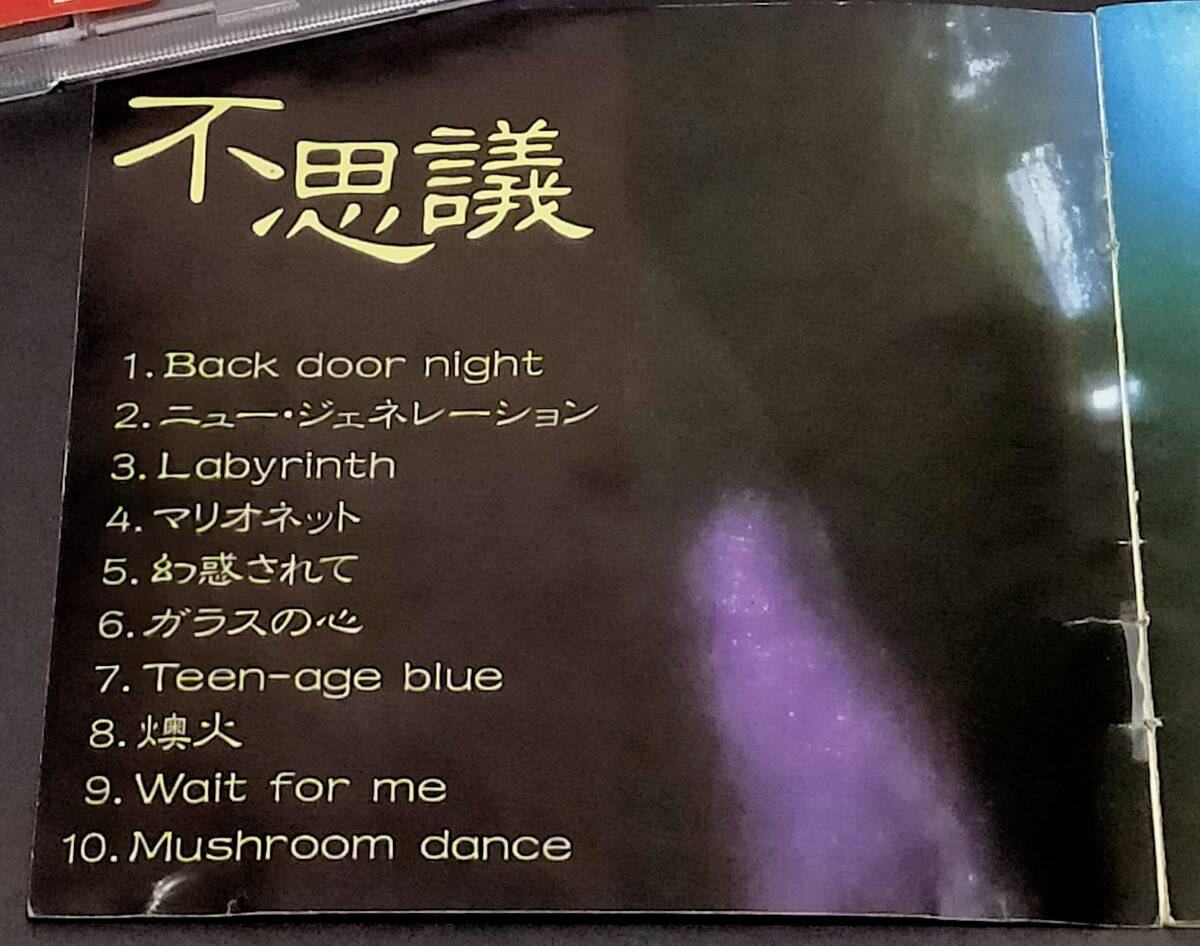 不思議
1. Back door night
2. ニュー・ジェネレーション
3. Labyrinth
4. マリオネット
5. 幻惑されて
6. ガラスの心
7. Teen-age blue
8. 燠火
9. Wait for me
10. Mushroom dance